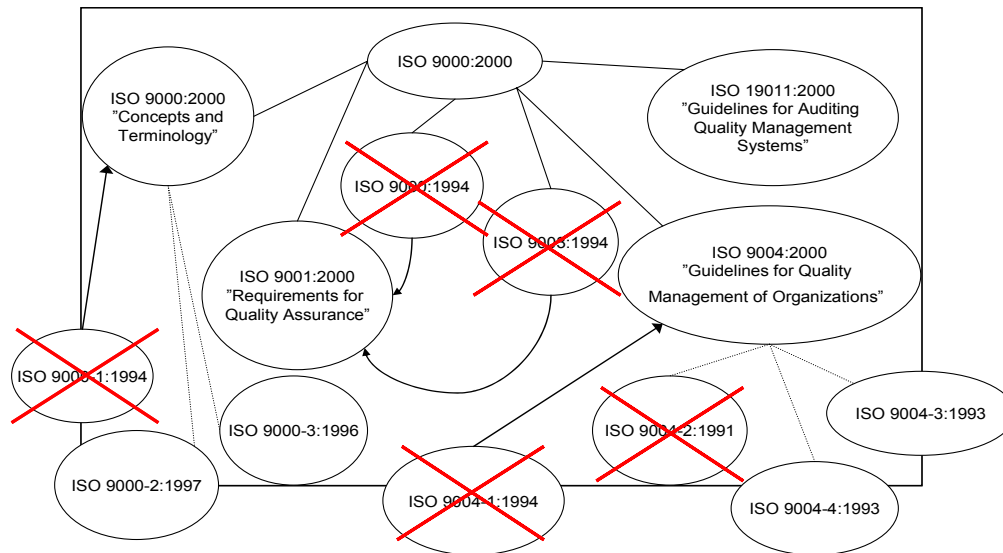 ISO 9000:2000
ISO 9000:2000
”Concepts and
Terminology”
ISO 19011:2000
”Guidelines for Auditing
Quality Management
Systems”
ISO 9000:1994
ISO 9003:1994
ISO 9001:2000
”Requirements for
Quality Assurance”
ISO 9004:2000
”Guidelines for Quality
Management of Organizations”
ISO 9000-1:1994
ISO 9000-3:1996
ISO 9000-2:1997
ISO 9004-1:1994
ISO 9004-2:1991
ISO 9004-3:1993
ISO 9004-4:1993